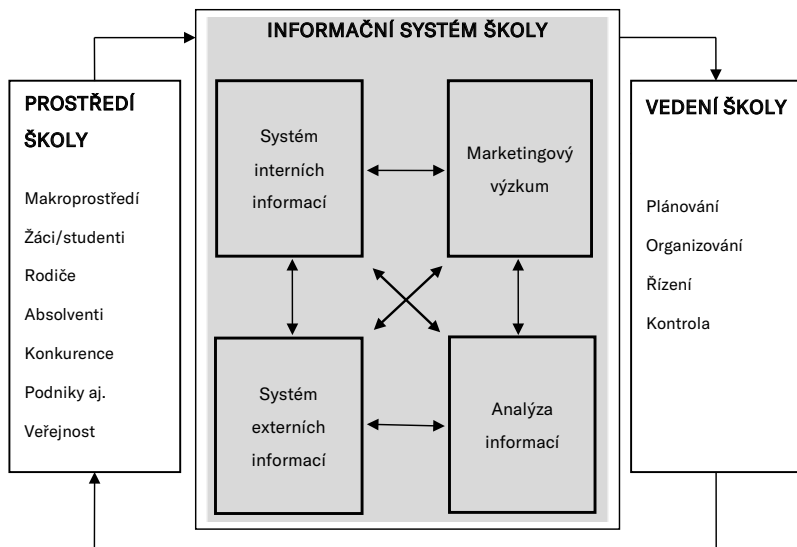 INFORMAČNÍ SYSTÉM ŠKOLY
PROSTŘEDÍ
ŠKOLY
Makroprostředí
Žáci/studenti
Rodiče
Absolventi
Konkurence
Podniky aj.
Veřejnost
Systém
interních
informací
Marketingový
výzkum
Systém
externích
informací
Analýza
informací
VEDENÍ ŠKOLY
Plánování
Organizování
Řízení
Kontrola